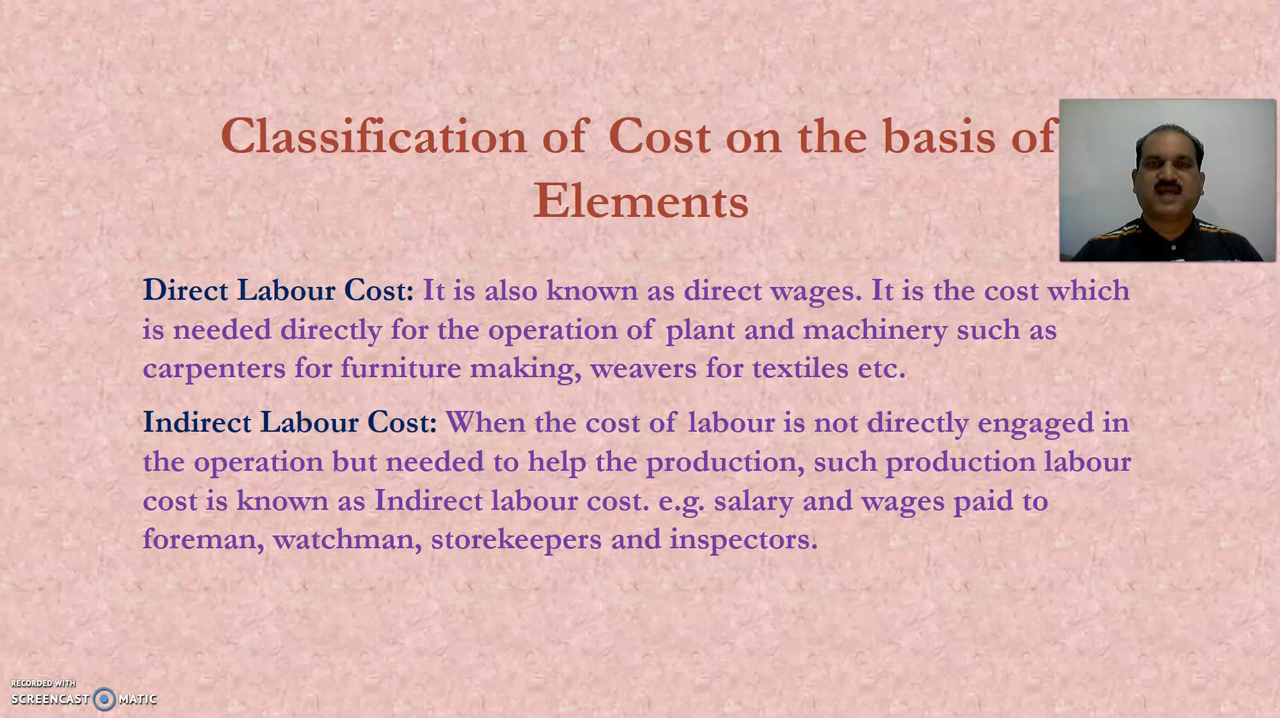 Classification of Cost on the basis of
Elements
Direct Labour Cost: It is also known as direct wages. It is the cost which
is needed directly for the operation of plant and machinery such as
carpenters for furniture making, weavers for textiles etc.
Indirect Labour Cost: When the cost of labour is not directly engaged in
the operation but needed to help the production, such production labour
cost is known as Indirect labour cost. e.g. salary and wages paid to
foreman, watchman, storekeepers and inspectors.
RECORDED WITH
SCREENCAST MATIC